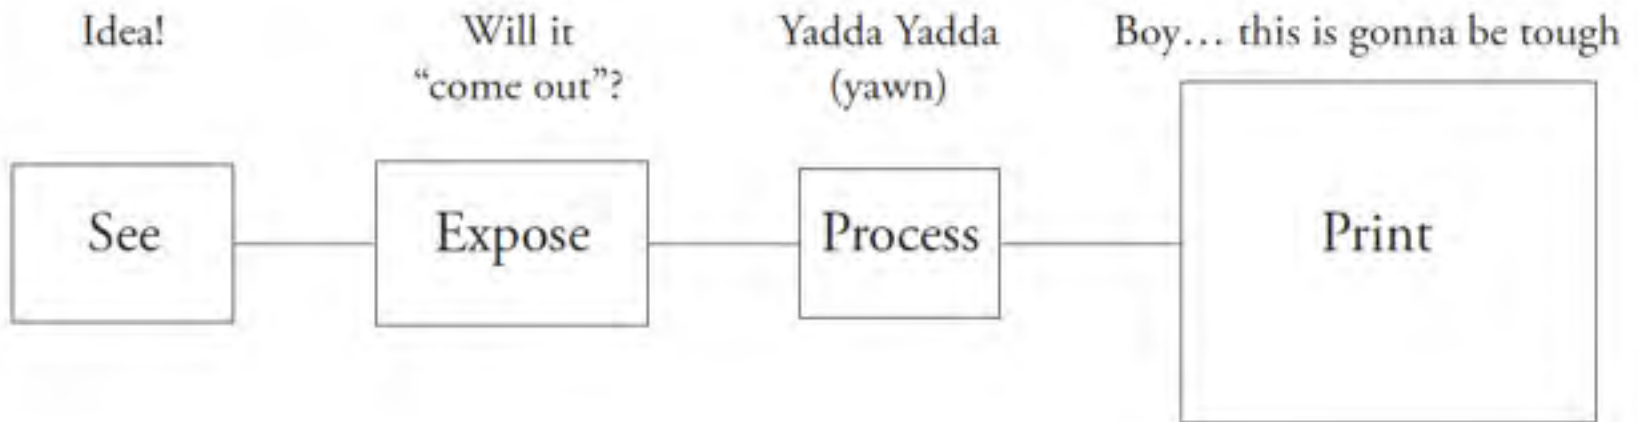 Idea!
Will it
“come out”?
Yadda Yadda
(yawn)
Boy… this is gonna be tough
See
Expose
Process
Print